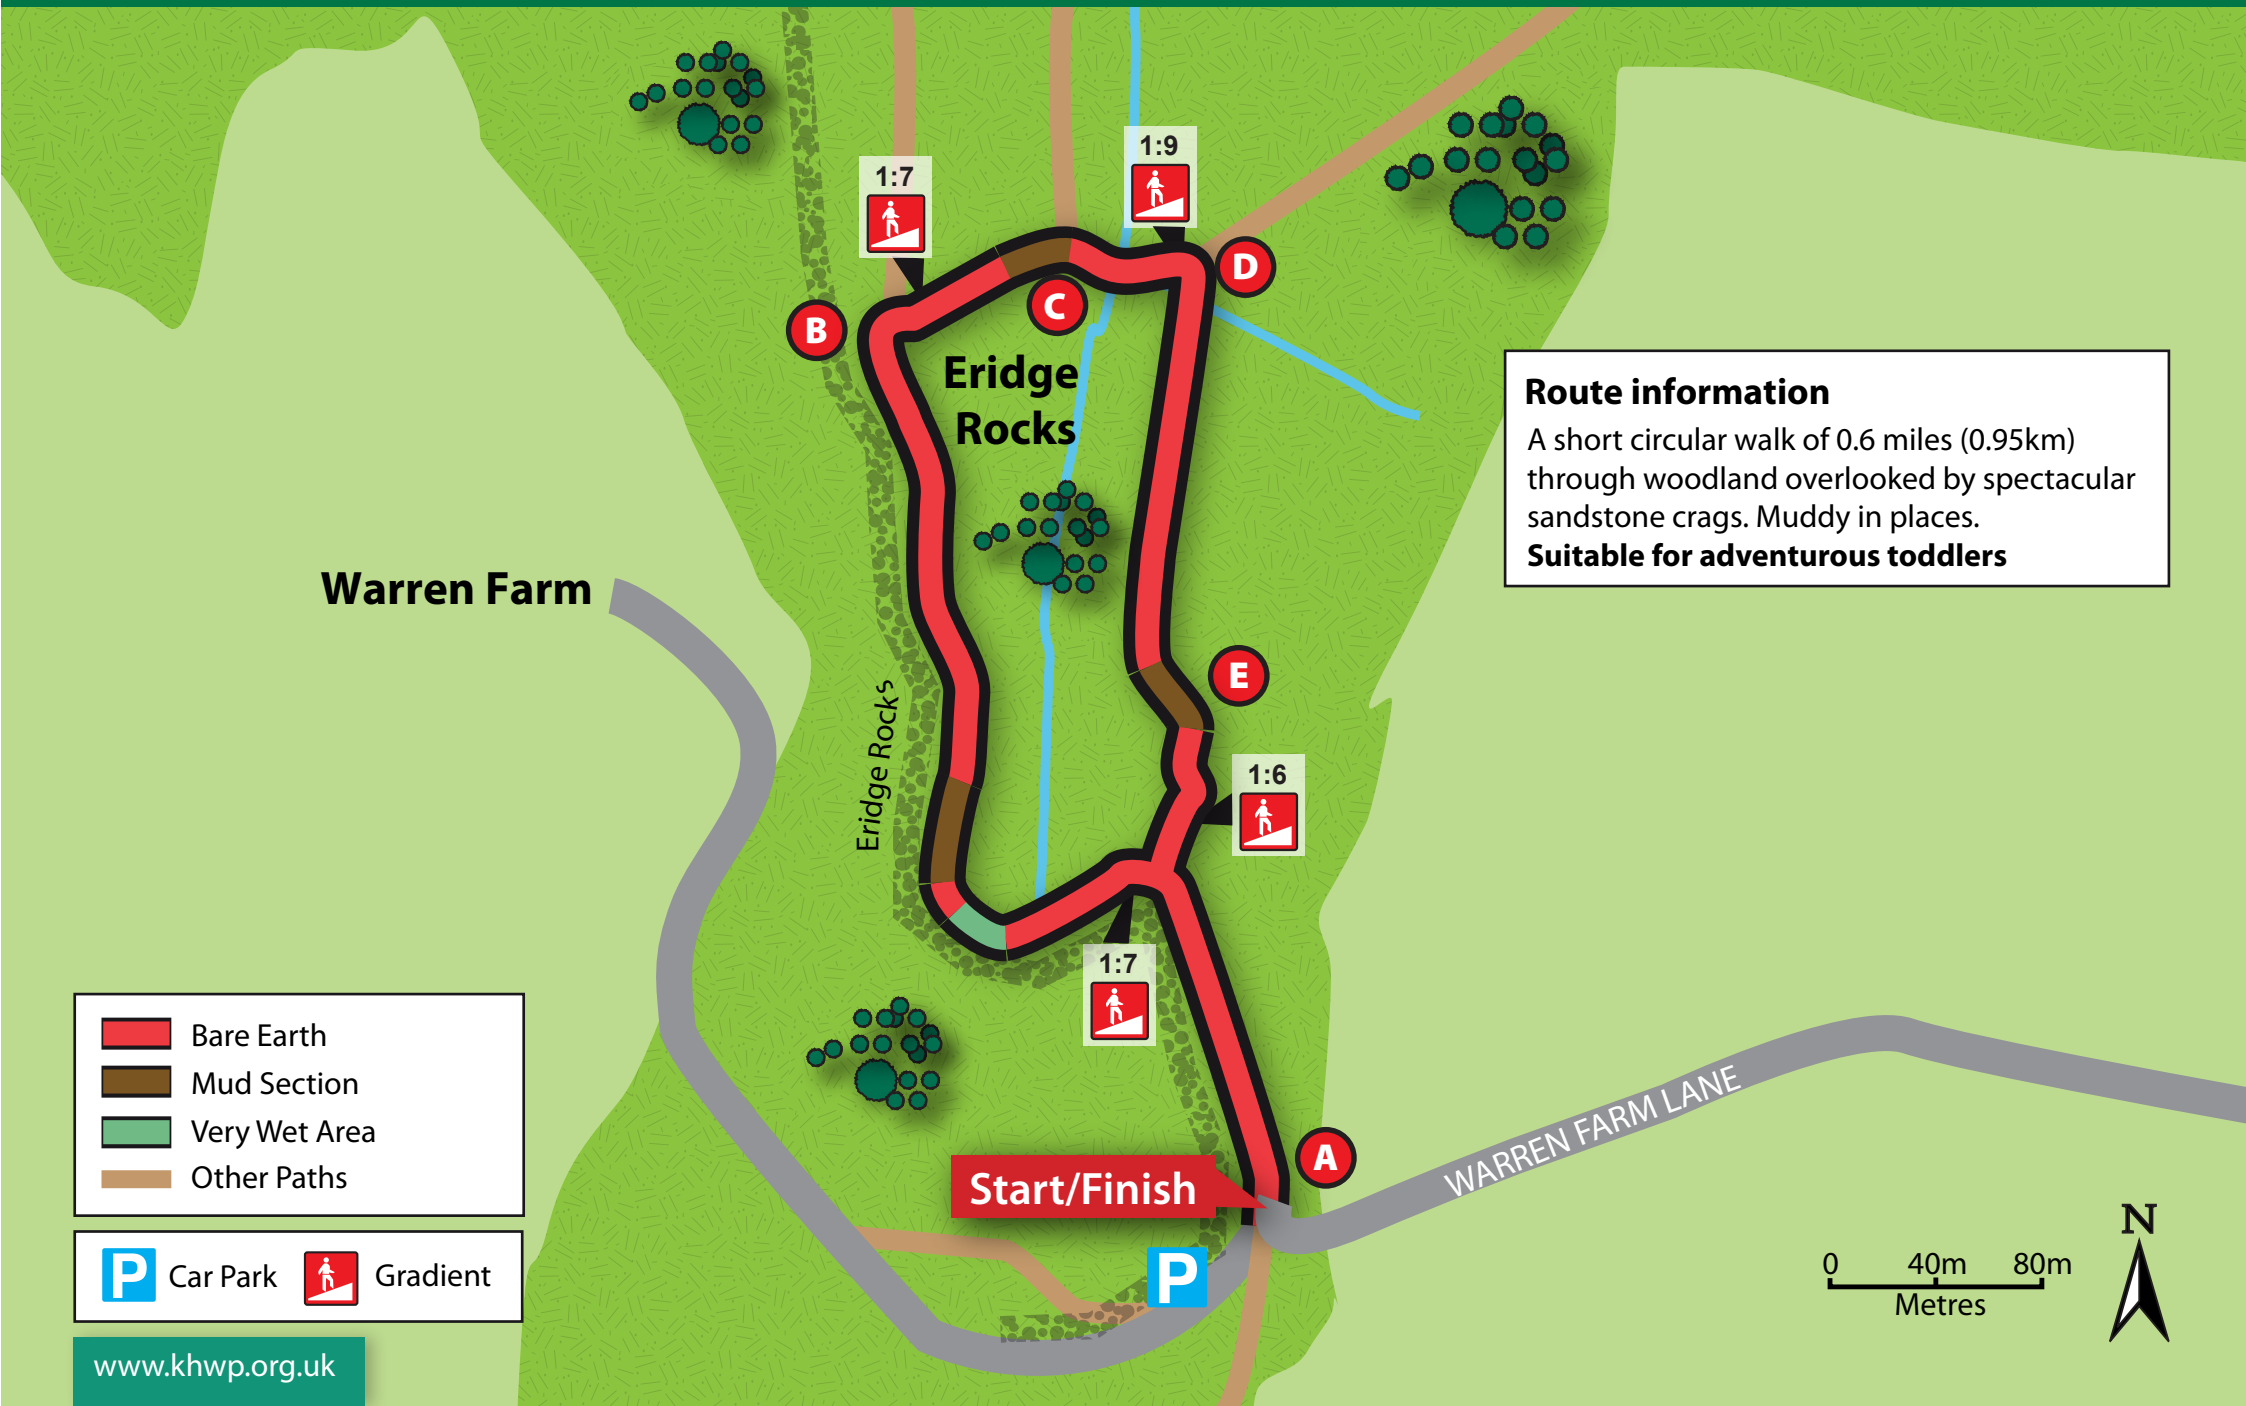 1:9
1:7
D
C
B
Eridge
Rocks
Route information
A short circular walk of 0.6 miles (0.95km)
through woodland overlooked by spectacular
sandstone crags. Muddy in places.
Suitable for adventurous toddlers
Warren Farm
E
Eridge Rocks
1:6
1:7
Bare Earth
Mud Section
Very Wet Area
Other Paths
WARREN FARM LANE
A
Start/Finish
P
P
Car Park
Gradient
N
0 40m 80m
Metres
www.khwp.org.uk